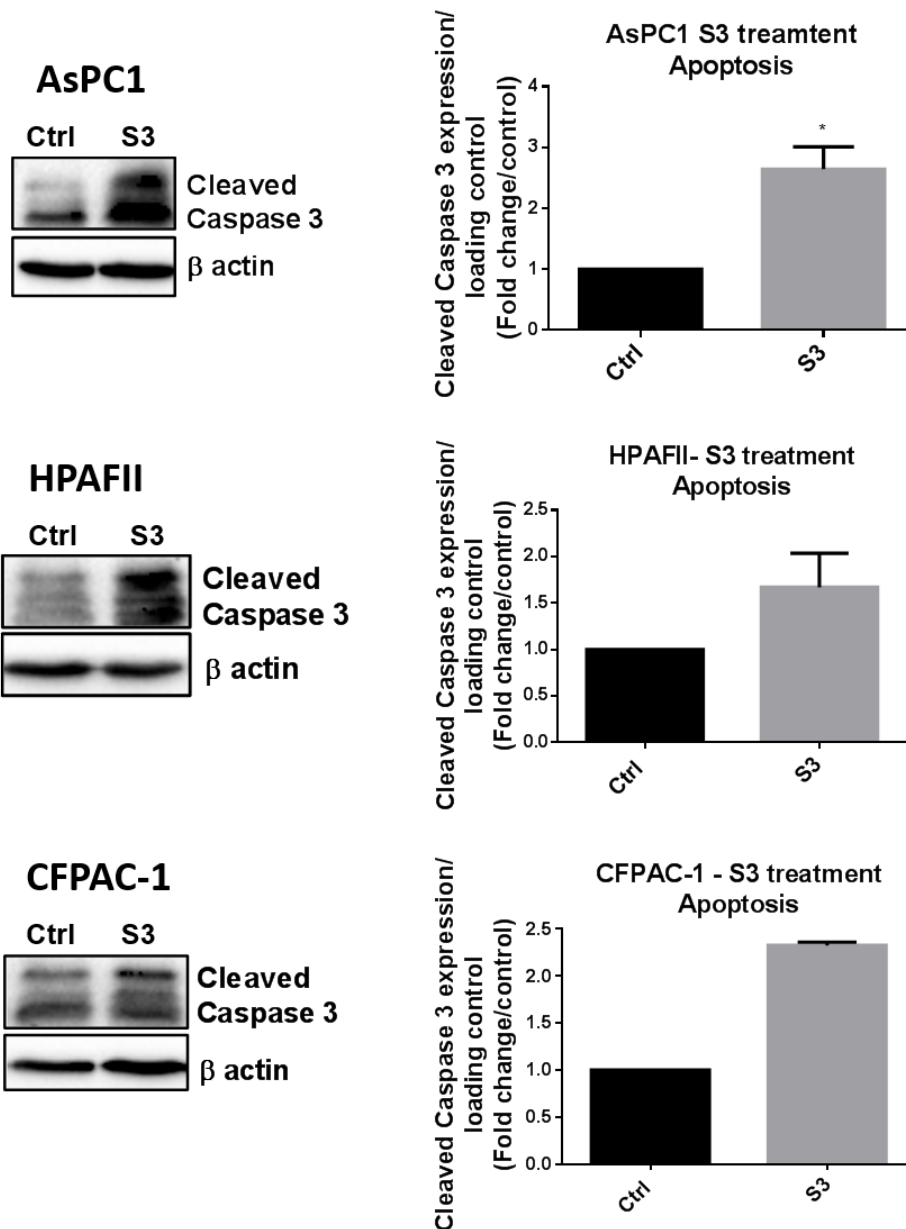 AsPC1
Ctrl S3
Cleaved
Caspase 3
β actin
AsPC1 S3 treamtent
Apoptosis
Cleaved Caspase 3 expression/
loading control
(Fold change/control)
4
3
2
1
0
Ctrl
S3
*
HPAFII
Ctrl S3
Cleaved
Caspase 3
β actin
HPAFII- S3 treatment
Apoptosis
Cleaved Caspase 3 expression/
loading control
(Fold change/control)
2.5
2.0
1.5
1.0
0.5
0.0
Ctrl
S3
CFPAC-1
Ctrl S3
Cleaved
Caspase 3
β actin
CFPAC-1 - S3 treatment
Apoptosis
Cleaved Caspase 3 expression/
loading control
(Fold change/control)
2.5
2.0
1.5
1.0
0.5
0.0
Ctrl
S3